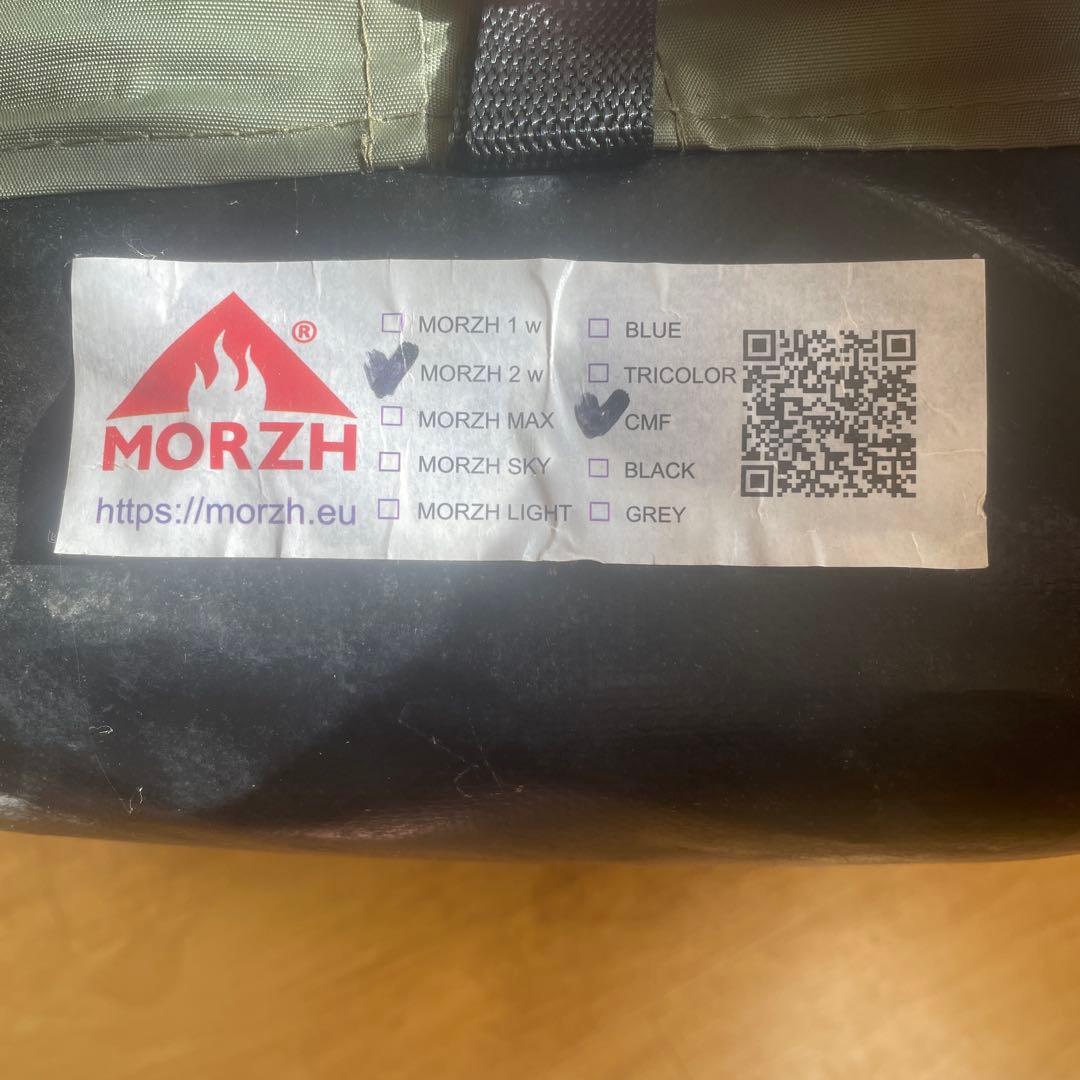 ®
MORZH
https://morzh.eu
MORZH 1 w
MORZH 2 w
MORZH MAX
MORZH SKY
MORZH LIGHT
BLUE
TRICOLOR
CMF
BLACK
GREY